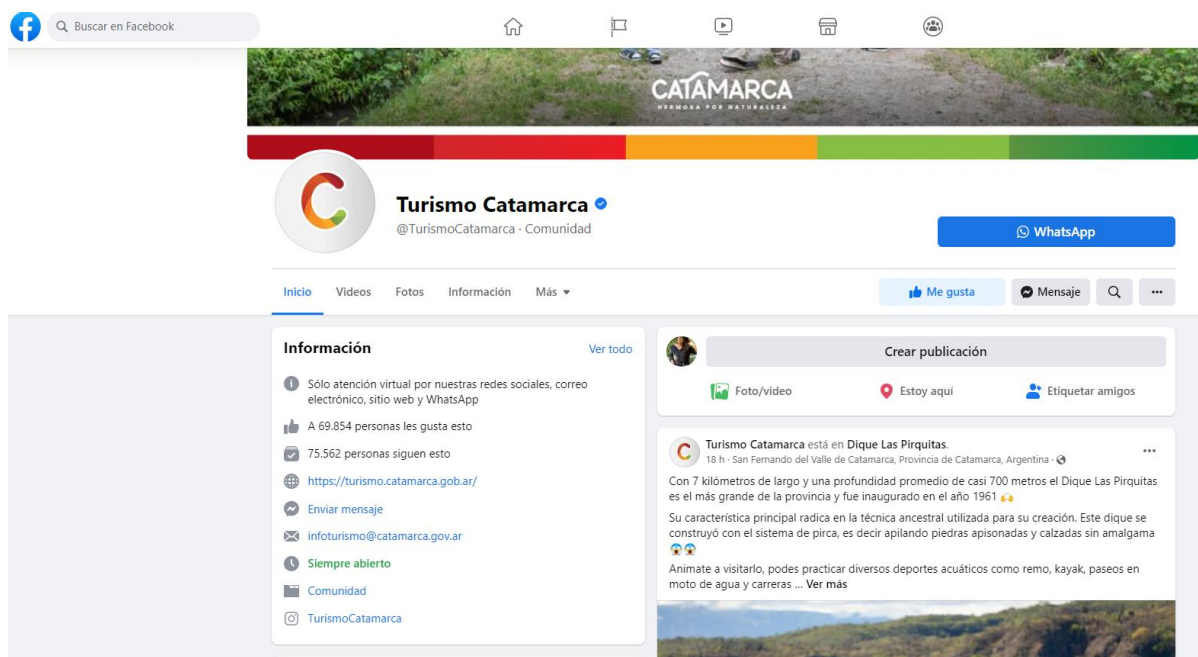 Buscar en Facebook
CATAMARCA
HERMOSA POR NATURALEZA
Turismo Catamarca
@TurismoCatamarca · Comunidad
WhatsApp
Inicio Videos Fotos Información Más
Me gusta Mensaje
Información Ver todo
Sólo atención virtual por nuestras redes sociales, correo
electrónico, sitio web y WhatsApp
A 69.854 personas les gusta esto
75.562 personas siguen esto
https://turismo.catamarca.gob.ar/
Enviar mensaje
infoturismo@catamarca.gov.ar
Siempre abierto
Comunidad
TurismoCatamarca
Crear publicación
Foto/video Estoy aquí Etiquetar amigos
Turismo Catamarca está en Dique Las Pirquitas.
18 h · San Fernando del Valle de Catamarca, Provincia de Catamarca, Argentina ·
Con 7 kilómetros de largo y una profundidad promedio de casi 700 metros el Dique Las Pirquitas
es el más grande de la provincia y fue inaugurado en el año 1961
Su característica principal radica en la técnica ancestral utilizada para su creación. Este dique se
construyó con el sistema de pirca, es decir apilando piedras apisonadas y calzadas sin amalgama
Animate a visitarlo, podes practicar diversos deportes acuáticos como remo, kayak, paseos en
moto de agua y carreras ... Ver más